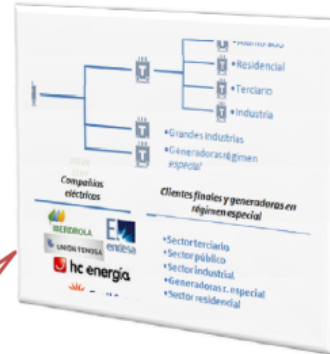 • Residencial
• Terciario
• Industria
• Grandes Industrias
• Generadoras régimen
especial
Compañías
eléctricas
Clientes finales y generadoras en
régimen especial
IBERDROLA
UNION FENOSA
endesa
hc energía
• Sector terciario
• Sector público
• Sector industrial
• Generadoras r. especial
• Sector residencial